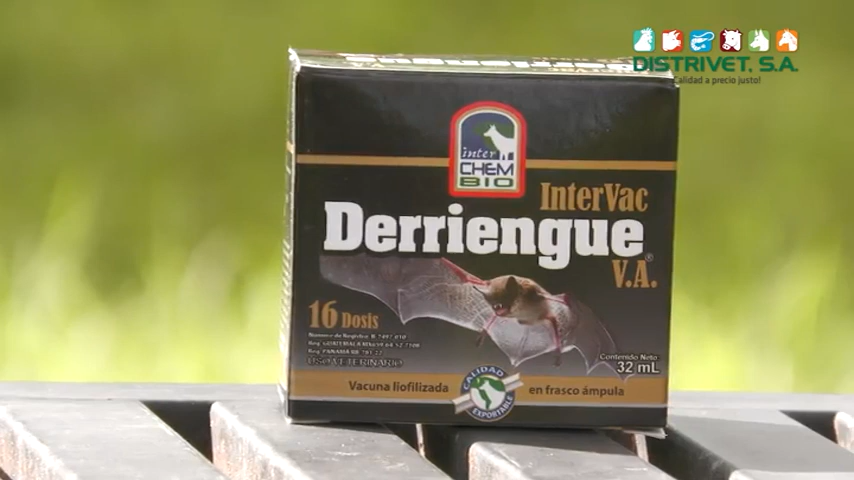 DISTRIVET, S.A.
Calidad a precio justo!
inter
CHEM
BIO
InterVac
Derriengue®
V.A.
16 Dosis
USO VETERINARIO
Contenido Neto:
32 mL
Vacuna liofilizada
CALIDAD
EXPORTABLE
en frasco ámpula